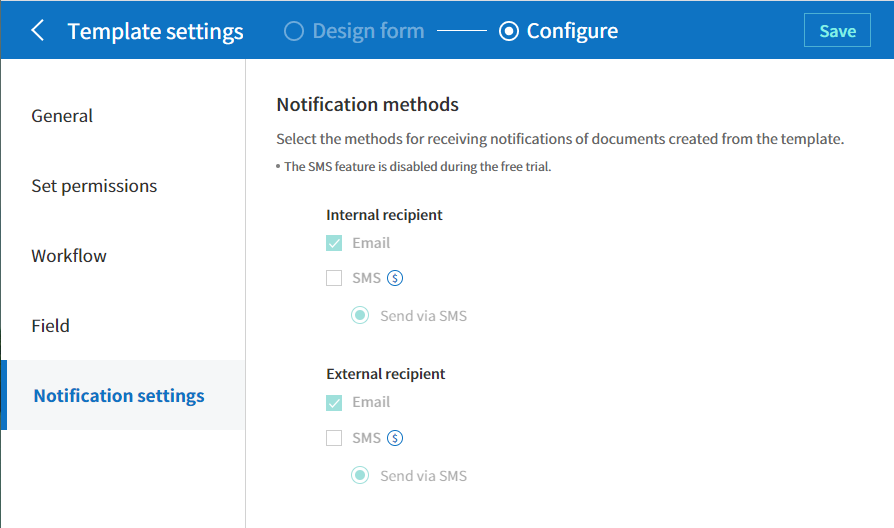 Template settings
Design form
Configure
Save
General
Set permissions
Workflow
Field
Notification settings
Notification methods
Select the methods for receiving notifications of documents created from the template.
• The SMS feature is disabled during the free trial.
Internal recipient
Email
SMS $
Send via SMS
External recipient
Email
SMS $
Send via SMS